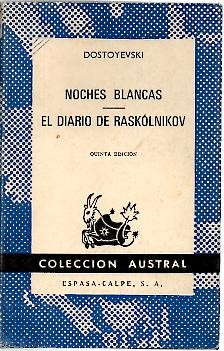 DOSTOYEVSKI
NOCHES BLANCAS
EL DIARIO DE RASKÓLNIKOV
QUINTA EDICIÓN
COLECCION AUSTRAL
ESPASA-CALPE, S. A.